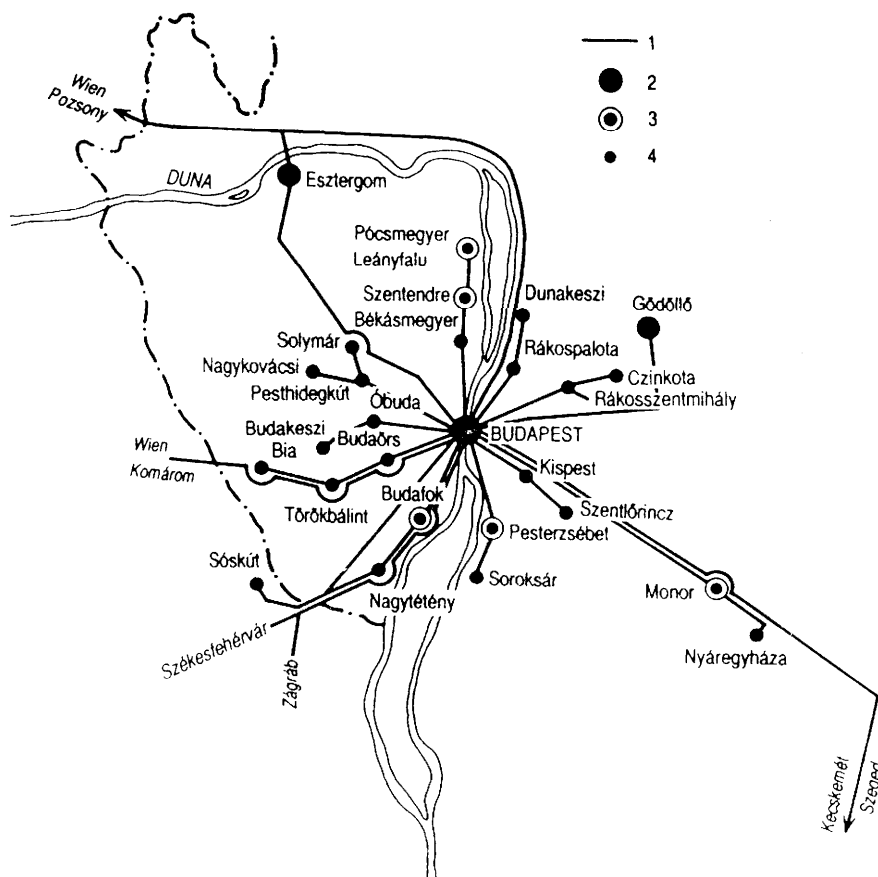 1
2
3
4
Wien
Pozsony
DUNA
Esztergom
Pócsmegyer
Leányfalu
Szentendre
Békásmegyer
Dunakeszi
Gödöllő
Solymár
Rákospalota
Nagykovácsi
Pesthidegkút
Czinkota
Rákosszentmihály
Óbuda
Budakeszi
Bia
Budaörs
BUDAPEST
Wien
Komárom
Kispest
Törökbálint
Budafok
Szentlőrincz
Pesterzsébet
Sóskút
Soroksár
Nagytétény
Monor
Nyáregyháza
Székesfehérvár
Zágráb
Kecskemét
Szeged